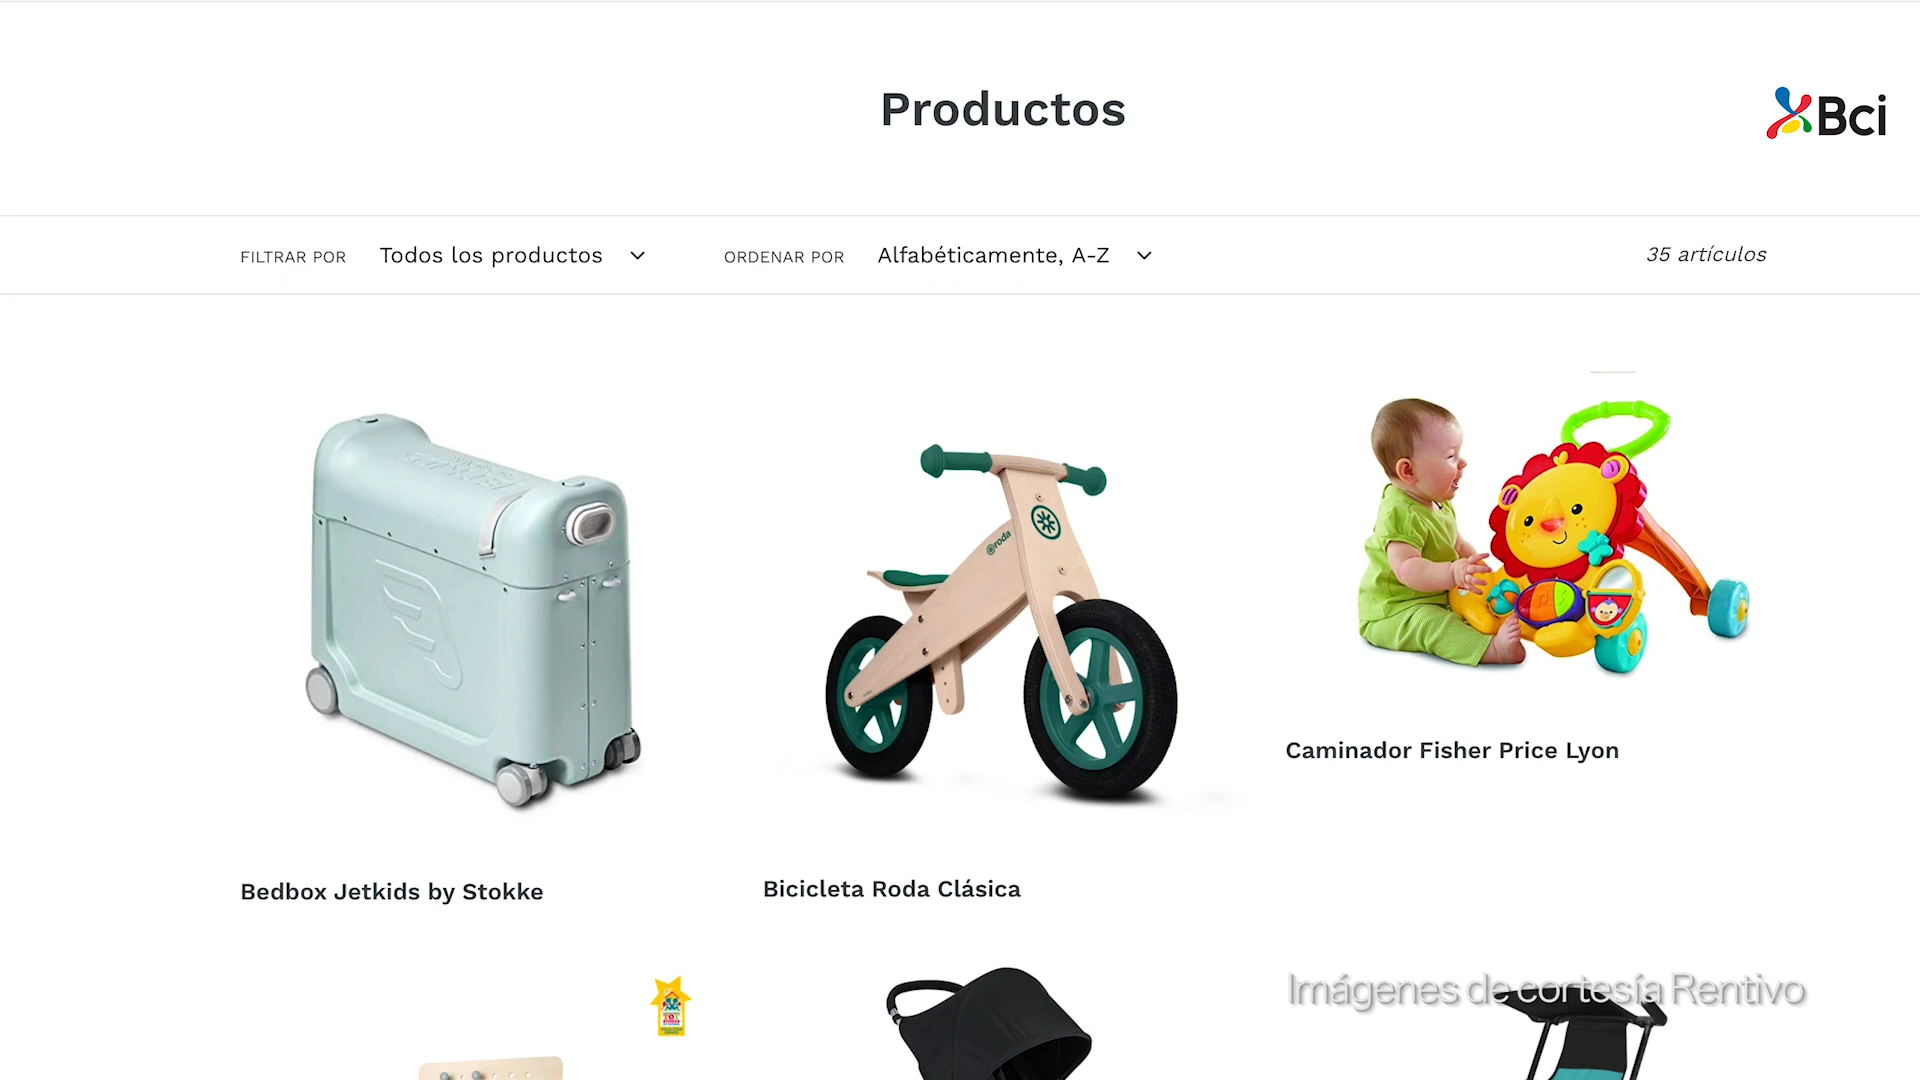 Productos
Bci
FILTRAR POR Todos los productos ORDENAR POR Alfabéticamente, A-Z 35 artículos
roda
Caminador Fisher Price Lyon
Bedbox Jetkids by Stokke
Bicicleta Roda Clásica
Imágenes de cortesía Rentivo